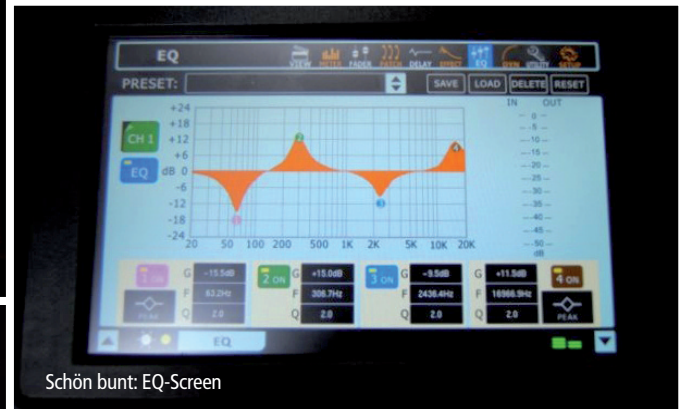 EQ
VIEW METER FADER PATCH DELAY EFFECT EQ DYN UTILITY SETUP
PRESET: SAVE LOAD DELETE RESET
IN OUT
+24
+18
CH 1 +12
+6
EQ dB 0
-6
-12
-18
-24
20 50 100 200 500 1K 2K 5K 10K 20K
0
-5
-10
-15
-20
-25
-30
-35
-40
-45
-50
dB
1 ON G -15.5dB 2 ON G +15.0dB 3 ON G -9.5dB G +11.5dB 4 ON
F 63.2Hz F 306.7Hz F 2436.4Hz F 16966.9Hz
PEAK Q 2.0 Q 2.0 Q 2.0 Q 2.0 PEAK
EQ
Schön bunt: EQ-Screen